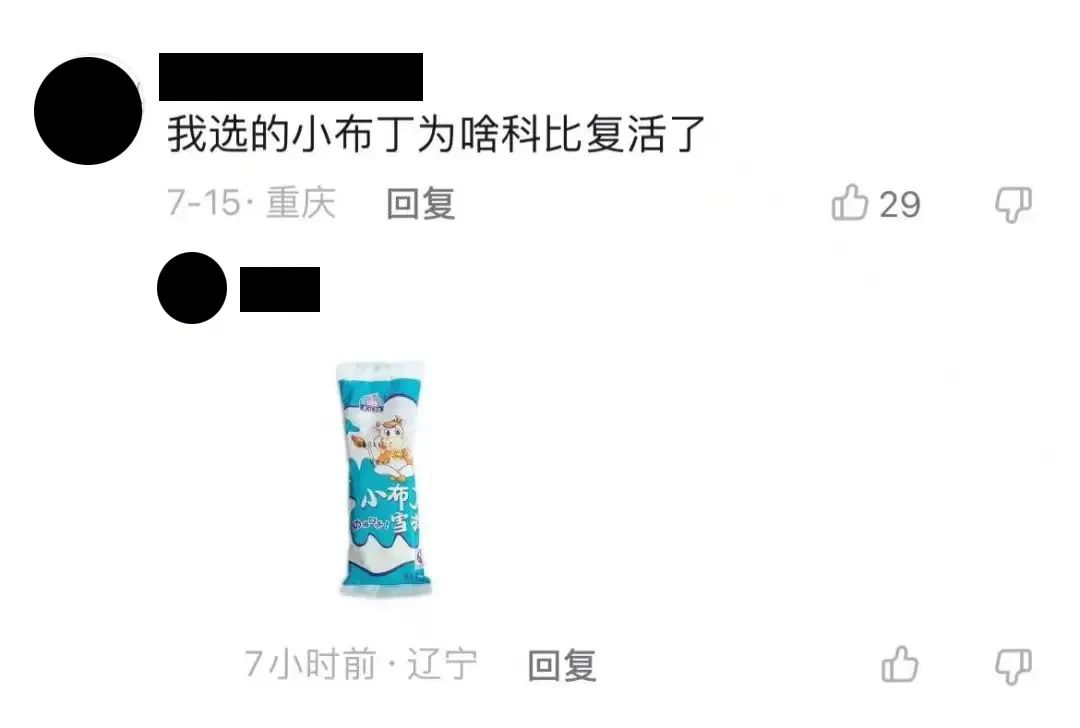 我选的小布丁为啥科比复活了
7-15·重庆 回复 29
小布丁
雪
7小时前·辽宁 回复